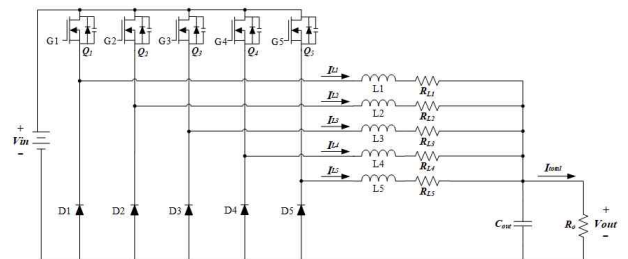 G1 G2 G3 G4 G5
Q1 Q2 Q3 Q4 Q5
IL1 L1 RL1
IL2 L2 RL2
IL3 L3 RL3
IL4 L4 RL4
IL5 L5 RL5
+
Vin
−
Itotal
D1 D2 D3 D4 D5
Cout
Ro
+
Vout
−